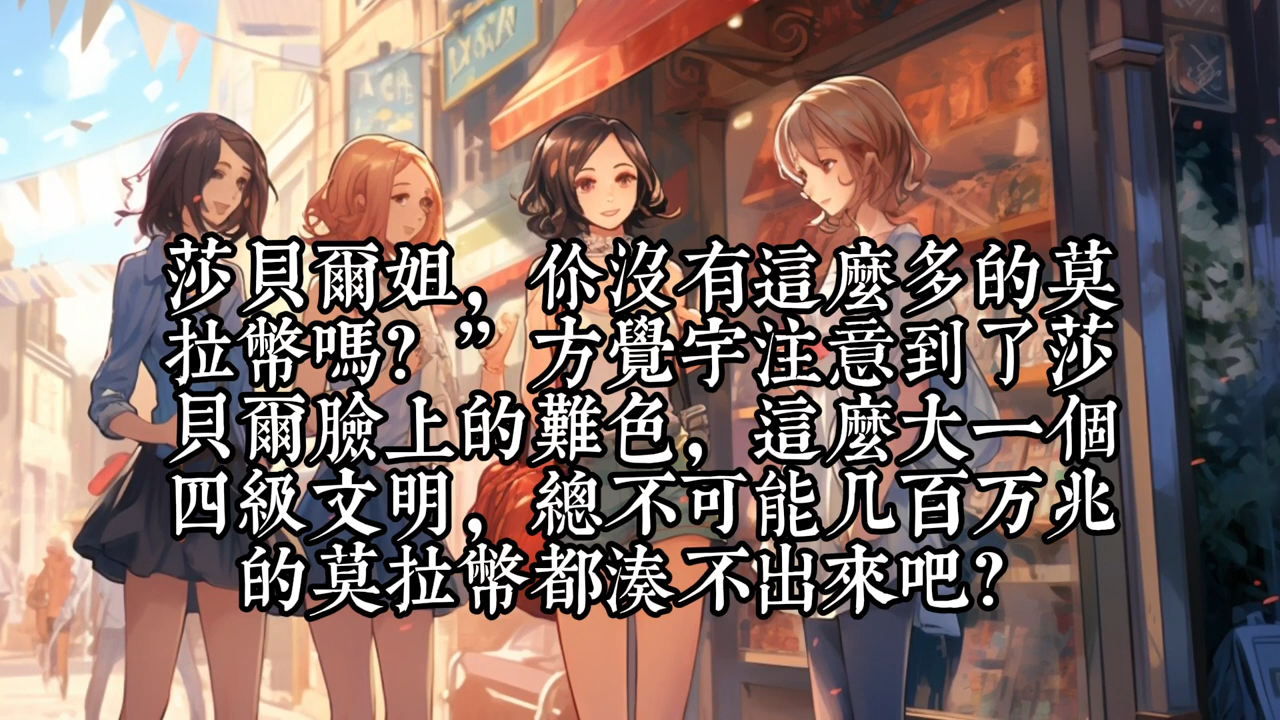 莎貝爾姐，你沒有這麼多的莫
拉幣嗎？”方覺宇注意到了莎
貝爾臉上的難色，這麼大一個
四級文明，總不可能几百万兆
的莫拉幣都湊不出來吧？